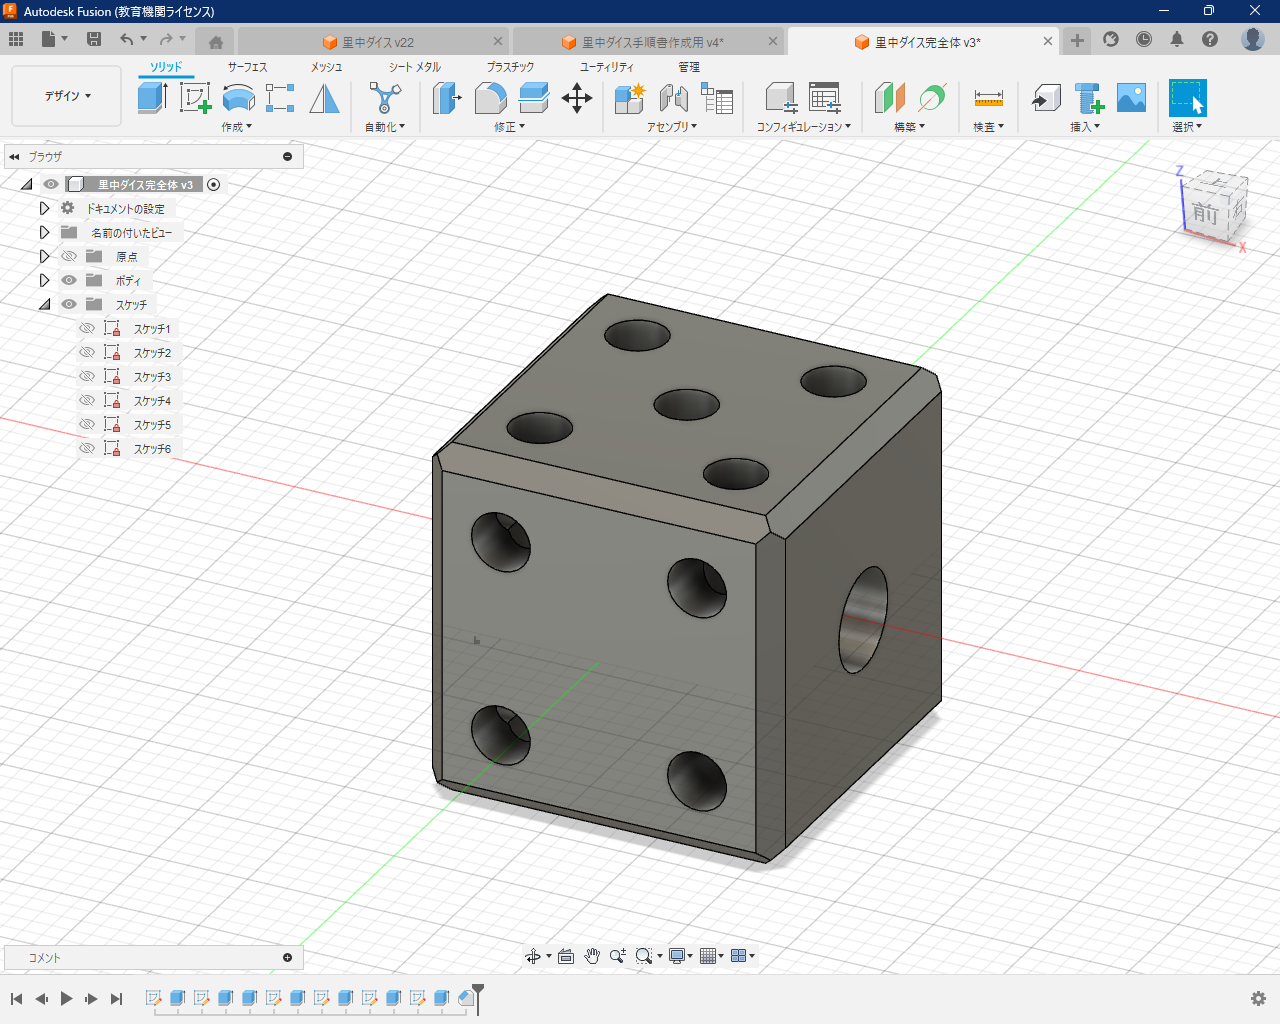 Autodesk Fusion (教育機関ライセンス)
里中ダイス v22
里中ダイス手順書作成用 v4*
里中ダイス完全体 v3*
ソリッド サーフェス メッシュ シート メタル プラスチック ユーティリティ 管理
デザイン
作成 自動化 修正 アセンブリ コンフィギュレーション 構築 検査 挿入 選択
ブラウザ
里中ダイス完全体 v3
ドキュメントの設定
名前の付いたビュー
原点
ボディ
スケッチ
スケッチ1
スケッチ2
スケッチ3
スケッチ4
スケッチ5
スケッチ6
Z
前
X
コメント